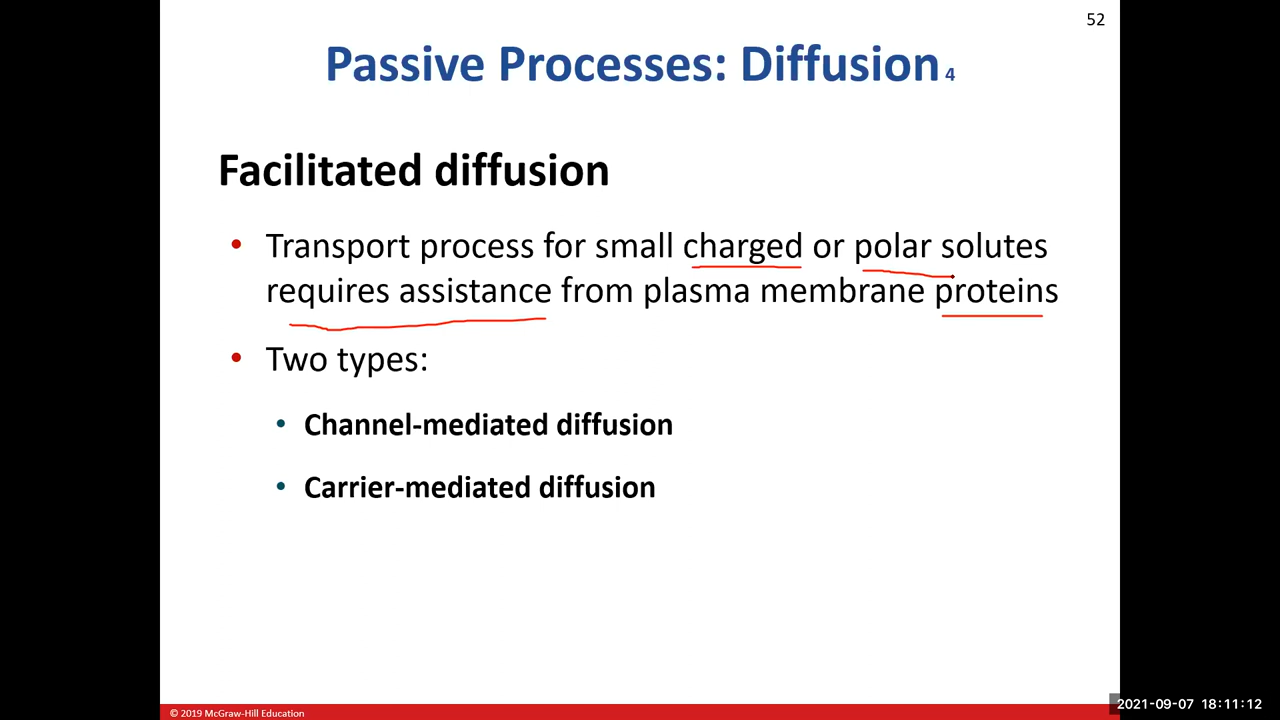 52
Passive Processes: Diffusion 4
Facilitated diffusion
• Transport process for small charged or polar solutes
requires assistance from plasma membrane proteins
• Two types:
• Channel-mediated diffusion
• Carrier-mediated diffusion
© 2019 McGraw-Hill Education
2021-09-07 18:11:12